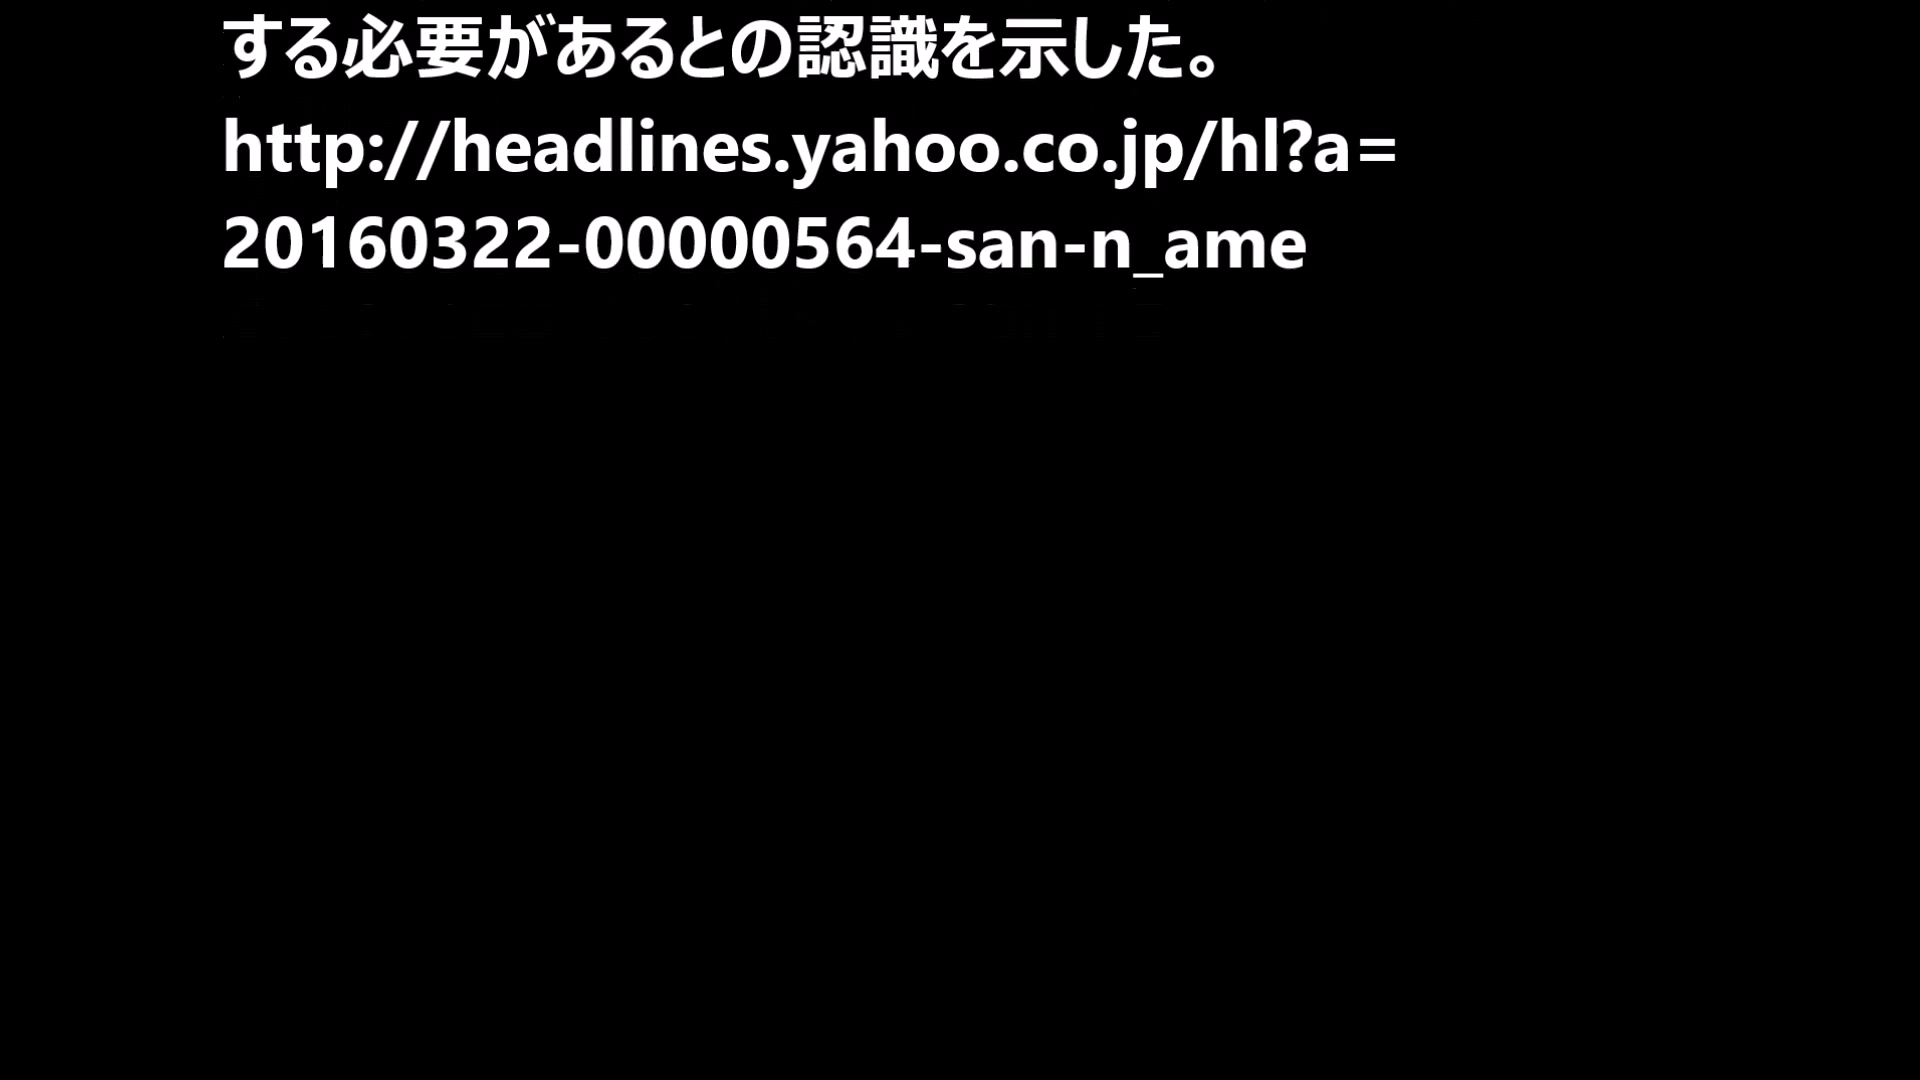 する必要があるとの認識を示した。
http://headlines.yahoo.co.jp/hl?a=
20160322-00000564-san-n_ame